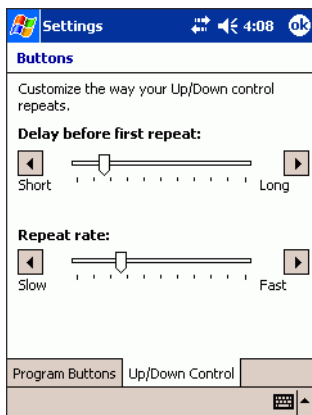 Settings 4:08 ok
Buttons
Customize the way your Up/Down control
repeats.
Delay before first repeat:
Short Long
Repeat rate:
Slow Fast
Program Buttons Up/Down Control